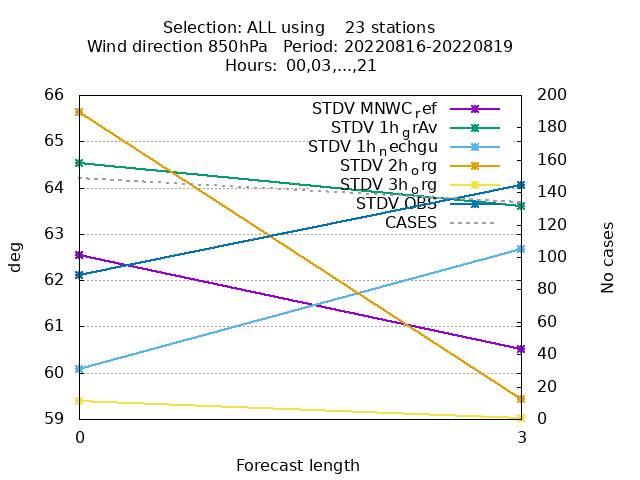 Selection: ALL using 23 stations
Wind direction 850hPa Period: 20220816-20220819
Hours: 00,03,...,21
66 200
STDV MNWC_ref
180
STDV 1h_grAv
65
STDV 1h_nechgu
160
STDV 2h_org
64
STDV 3h_org
140
STDV OBS
120
CASES
63
100
62
80
61
60
40
60
20
59 0
0 3
deg
No cases
Forecast length